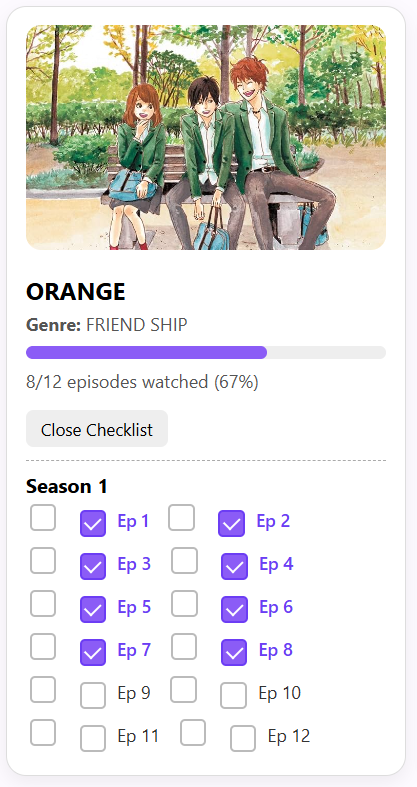 ORANGE
Genre: FRIEND SHIP
8/12 episodes watched (67%)
Close Checklist
Season 1
Ep 1 Ep 2
Ep 3 Ep 4
Ep 5 Ep 6
Ep 7 Ep 8
Ep 9 Ep 10
Ep 11 Ep 12